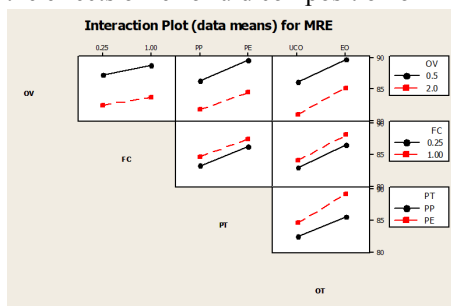 composition of
Interaction Plot (data means) for MRE
0.25 1.00 PP PE UCO EO
OV
90
85
80
OV
0.5
2.0
FC
90
85
80
FC
0.25
1.00
PT
90
85
80
PT
PP
PE
OT